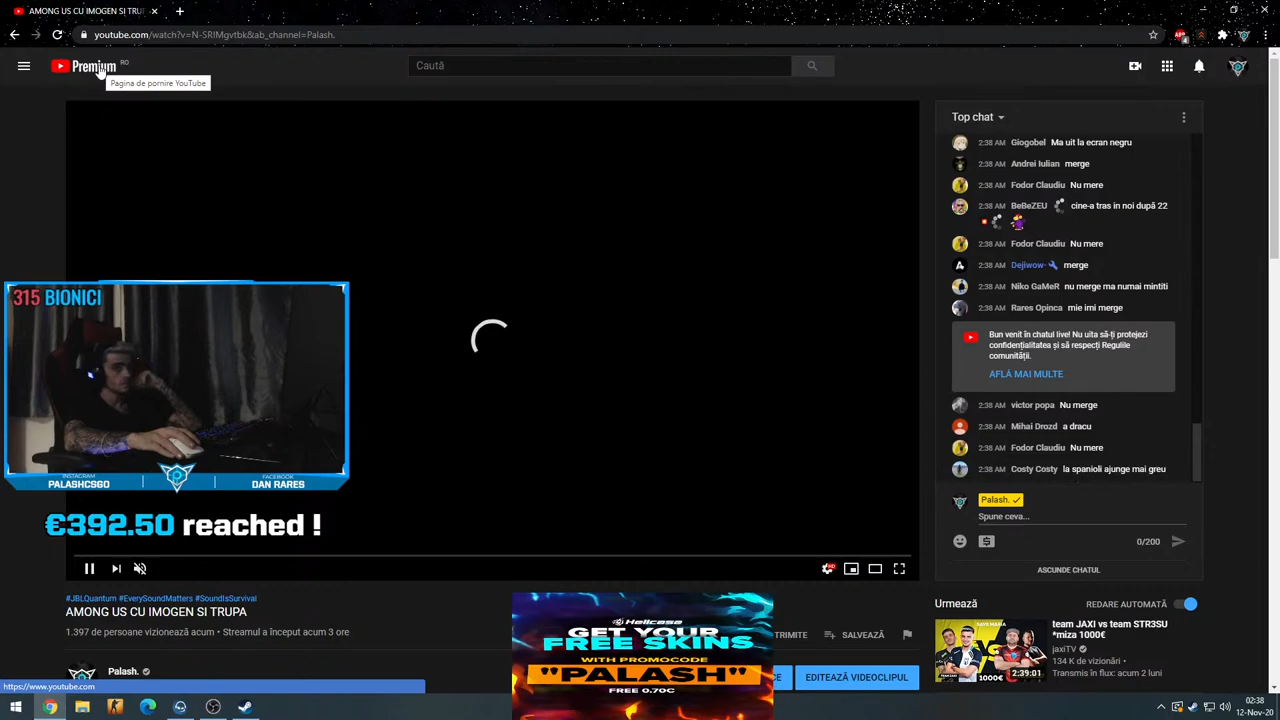 AMONG US CU IMOGEN SI TRUP
youtube.com/watch?v=N-SRIMgvtbk&ab_channel=Palash.
Premium RO
Caută
Pagina de pornire YouTube
Top chat
2:38 AM Giogobel Ma uit la ecran negru
2:38 AM Andrei Iulian merge
2:38 AM Fodor Claudiu Nu mere
2:38 AM BeBeZEU cine-a tras in noi după 22
2:38 AM Fodor Claudiu Nu mere
2:38 AM Dejiwow- merge
2:38 AM Niko GaMeR nu merge ma numai mintiti
2:38 AM Rares Opinca mie imi merge
Bun venit în chatul live! Nu uita să-ți protejezi
confidențialitatea și să respecți Regulile
comunității.
AFLĂ MAI MULTE
2:38 AM victor popa Nu merge
2:38 AM Mihai Drozd a dracu
2:38 AM Fodor Claudiu Nu mere
2:38 AM Costy Costy la spanioli ajunge mai greu
Palash.
Spune ceva...
0/200
ASCUNDE CHATUL
315 BIONICI
INSTAGRAM
PALASHCSGO
FACEBOOK
DAN RARES
€392.50 reached !
#JBLQuantum #EverySoundMatters #SoundIsSurvival
AMONG US CU IMOGEN SI TRUPA
1.397 de persoane vizionează acum • Streamul a început acum 3 ore
TRIMITE
SALVEAZĂ
Palash.
EDITEAZĂ VIDEOCLIPUL
Hellcase
GET YOUR
FREE SKINS
WITH PROMOCODE
"PALASH"
FREE 0.70€
Urmează
REDARE AUTOMATĂ
team JAXI vs team STR3SU
*miza 1000€
jaxiTV
134 K de vizionări •
Transmis în flux: acum 2 luni
1000€
2:39:01
https://www.youtube.com
02:38
12-Nov-20